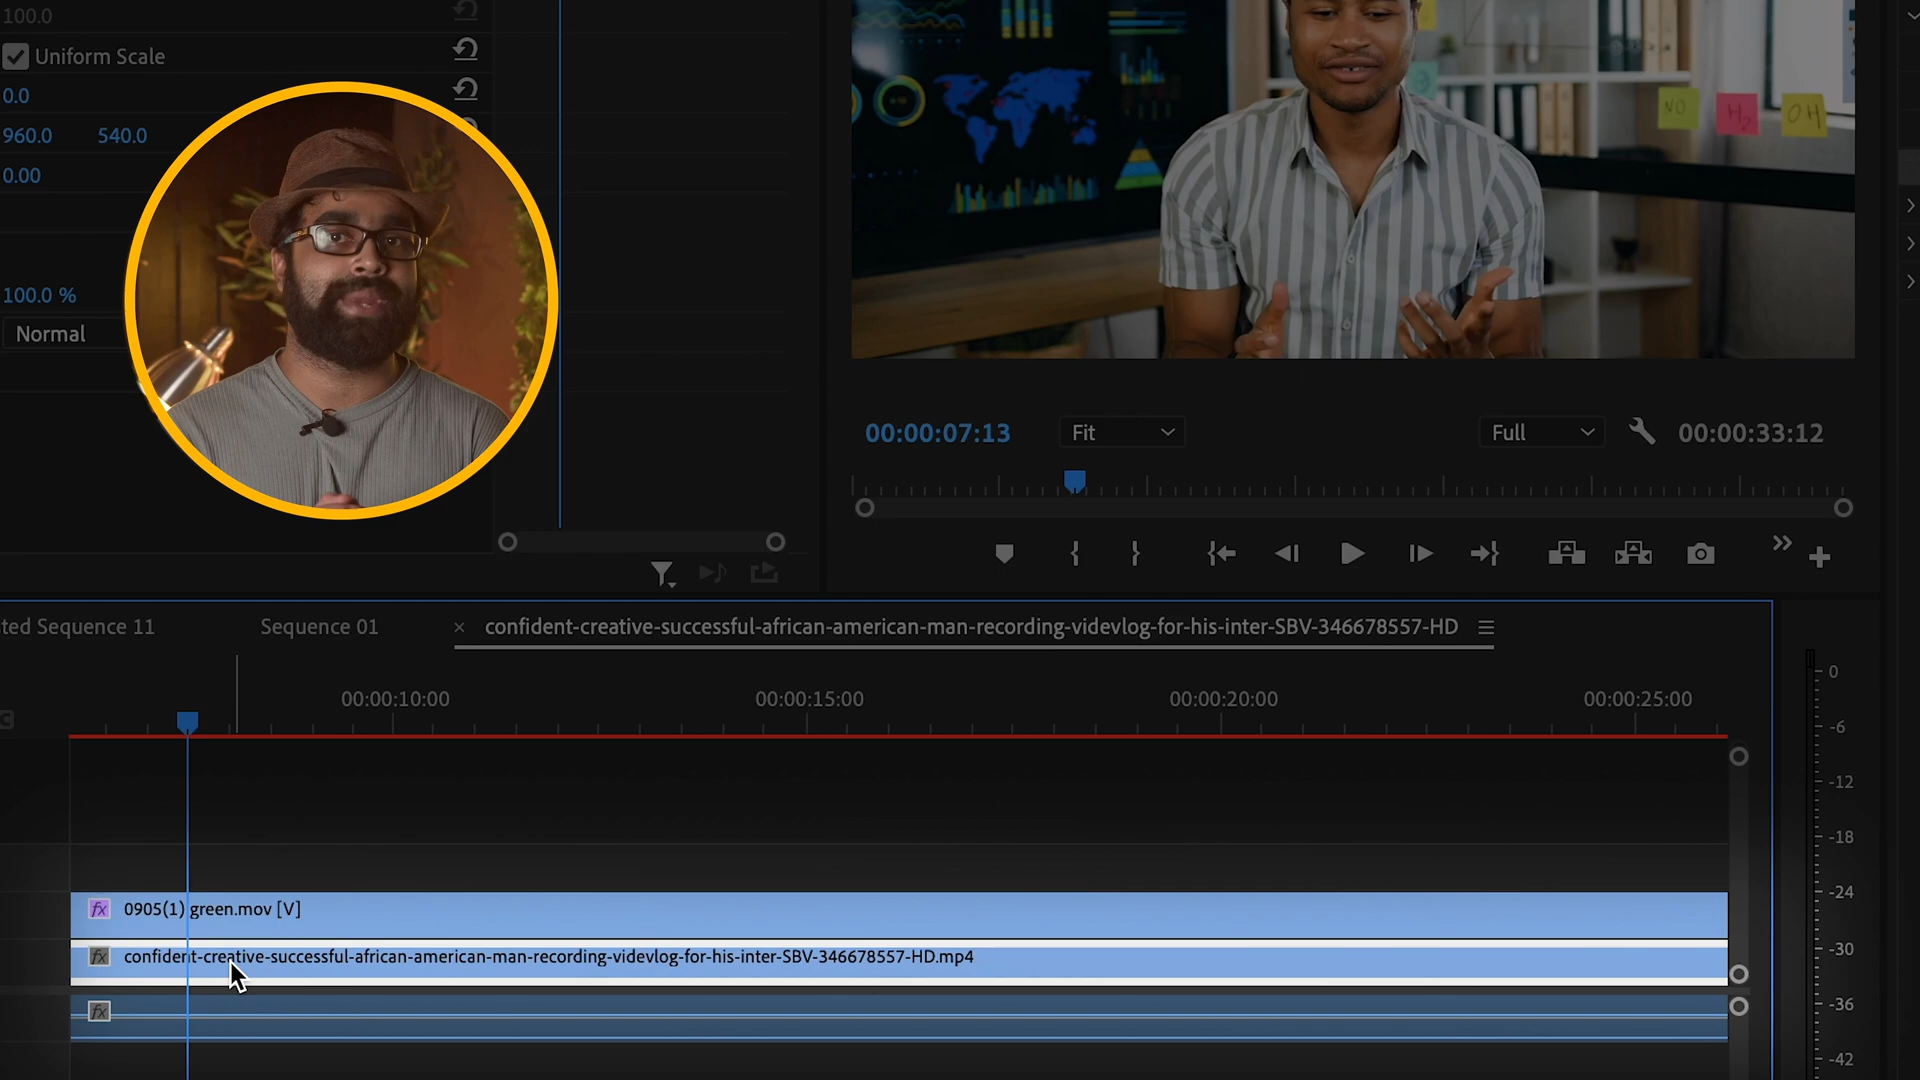 100.0
Uniform Scale
0.0
960.0 540.0
0.00
100.0 %
Normal
NO
H2
OH
00:00:07:13
Fit
Full
00:00:33:12
ted Sequence 11
Sequence 01
× confident-creative-successful-african-american-man-recording-videvlog-for-his-inter-SBV-346678557-HD
00:00:10:00
00:00:15:00
00:00:20:00
00:00:25:00
0
-6
-12
-18
-24
-30
-36
-42
fx 0905(1) green.mov [V]
fx confident-creative-successful-african-american-man-recording-videvlog-for-his-inter-SBV-346678557-HD.mp4
fx